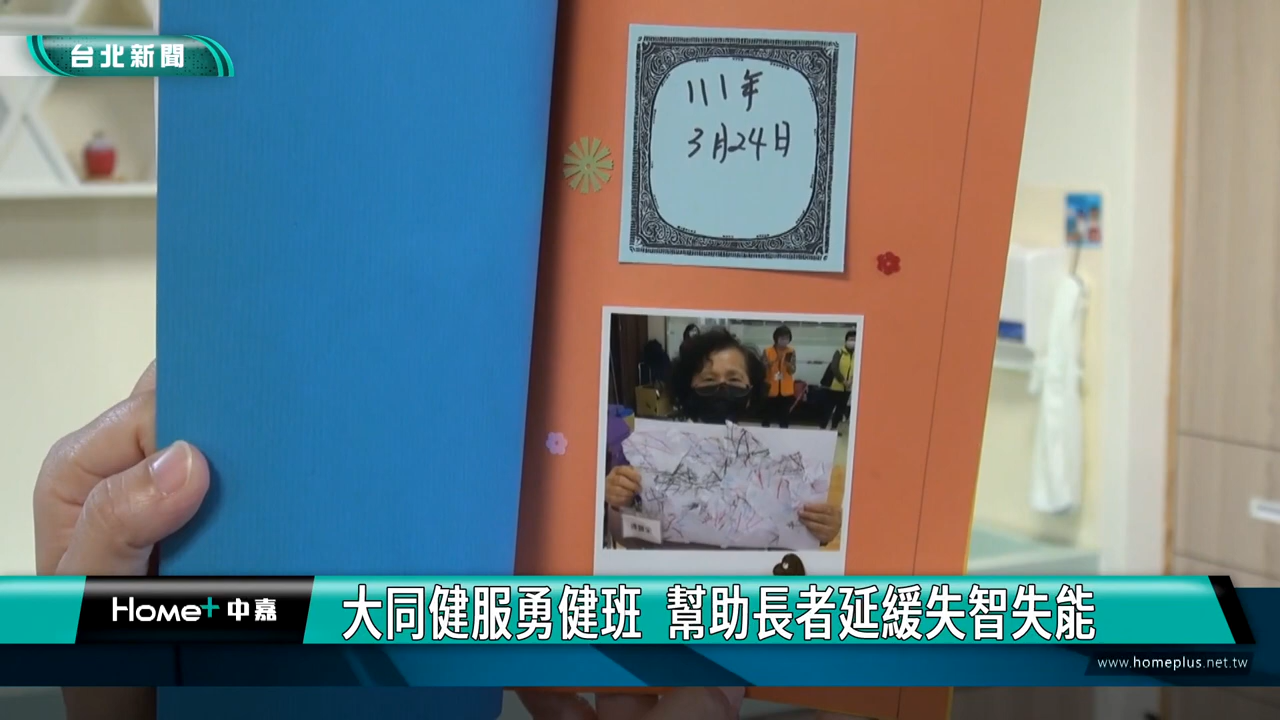 台北新聞
111年
3月24日
Home+中嘉
大同健服勇健班 幫助長者延緩失智失能
www.homeplus.net.tw